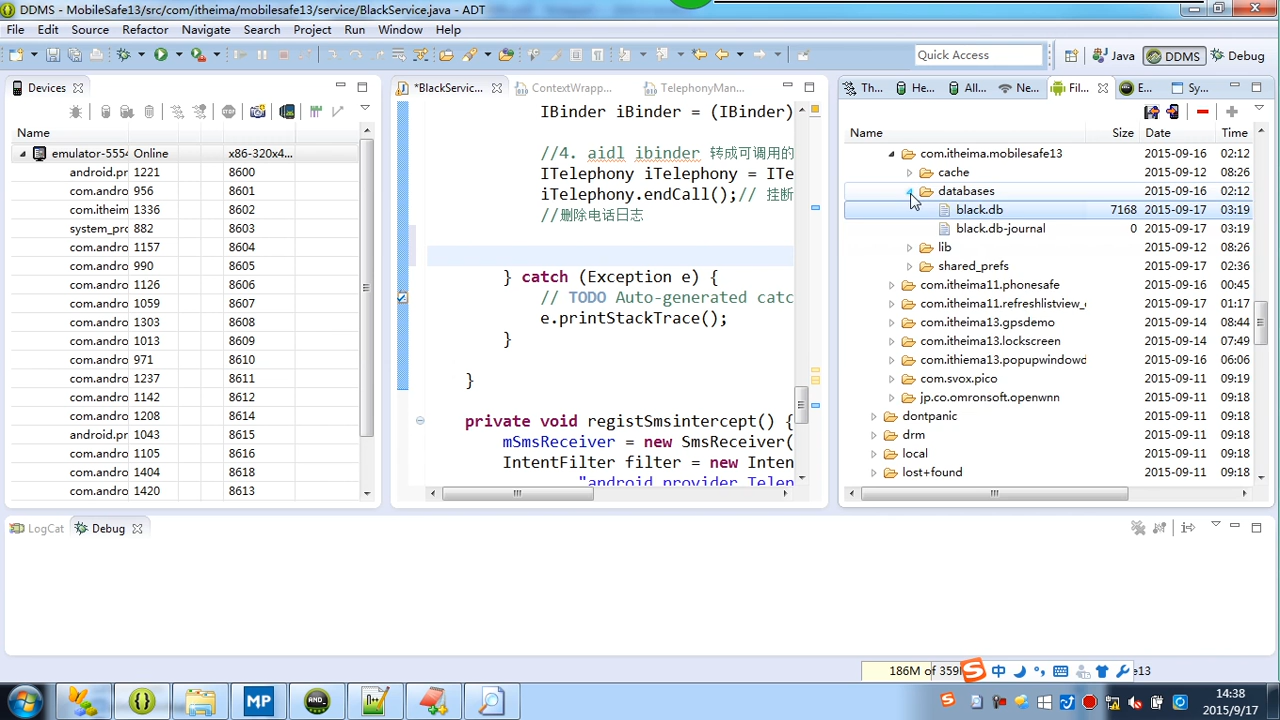 DDMS - MobileSafe13/src/com/itheima/mobilesafe13/service/BlackService.java - ADT
File Edit Source Refactor Navigate Search Project Run Window Help
Quick Access
Java
DDMS
Debug
Devices
Name
emulator-5554 Online x86-320x4...
android.pr 1221 8600
com.andro 956 8601
com.itheim 1336 8602
system_pro 882 8603
com.andro 1157 8604
com.andro 990 8605
com.andro 1126 8606
com.andro 1059 8607
com.andro 1303 8608
com.andro 1013 8609
com.andro 971 8610
com.andro 1237 8611
com.andro 1142 8612
com.andro 1208 8614
android.pr 1043 8615
com.andro 1105 8616
com.andro 1404 8618
com.andro 1420 8613
*BlackServic...
ContextWrapp...
TelephonyMan...
IBinder iBinder = (IBinder)
//4. aidl ibinder 转成可调用的
ITelephony iTelephony = ITe
iTelephony.endCall();// 挂断
//删除电话日志
} catch (Exception e) {
// TODO Auto-generated catc
e.printStackTrace();
}
}
private void registSmsintercept() {
mSmsReceiver = new SmsReceiver(
IntentFilter filter = new Inten
"android.provider.Telep
Th...
He...
All...
Ne...
Fil...
E...
Sy...
Name Size Date Time
com.itheima.mobilesafe13 2015-09-16 02:12
cache 2015-09-12 08:26
databases 2015-09-16 02:12
black.db 7168 2015-09-17 03:19
black.db-journal 0 2015-09-17 03:19
lib 2015-09-12 08:26
shared_prefs 2015-09-17 02:36
com.itheima11.phonesafe 2015-09-16 00:45
com.itheima11.refreshlistview_ 2015-09-17 01:17
com.itheima13.gpsdemo 2015-09-14 08:44
com.itheima13.lockscreen 2015-09-14 07:49
com.ithiema13.popupwindowd 2015-09-16 06:06
com.svox.pico 2015-09-11 09:19
jp.co.omronsoft.openwnn 2015-09-11 09:18
dontpanic 2015-09-11 09:18
drm 2015-09-11 09:18
local 2015-09-11 09:18
lost+found 2015-09-11 09:18
LogCat
Debug
186M of 359
中
e13
MP
14:38
2015/9/17